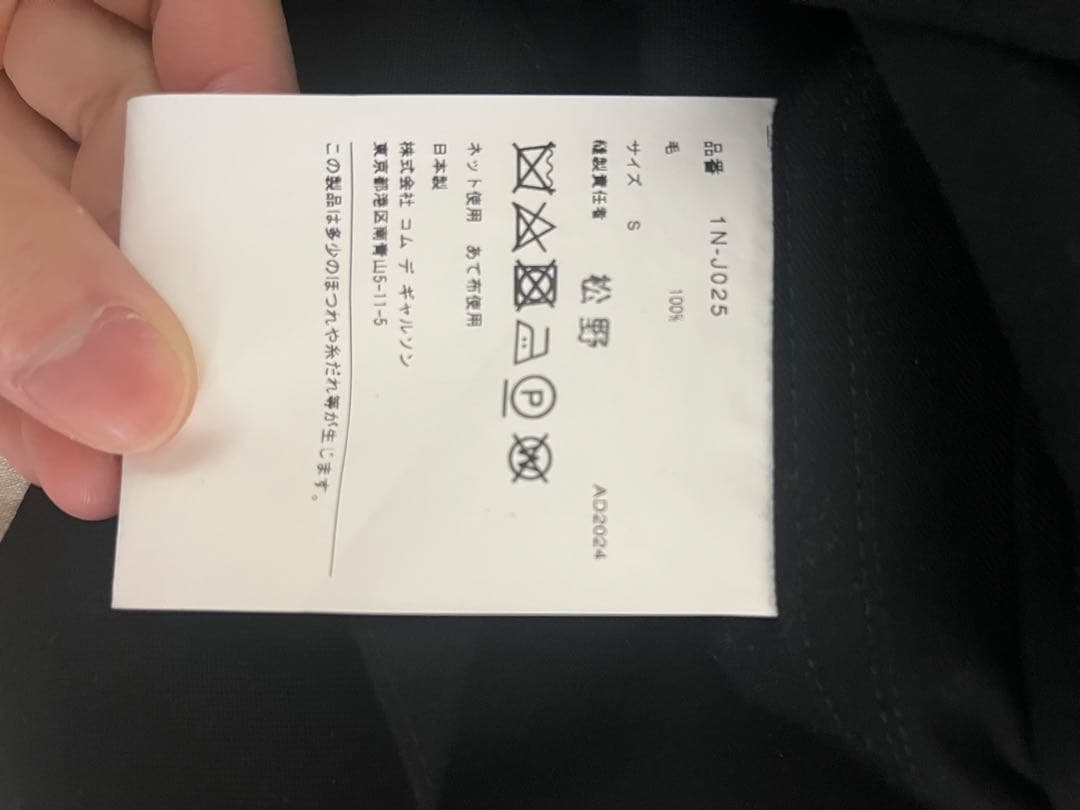 品番 1N-J025
毛 100%
サイズ S
縫製責任者 松野 AD2024
P W
ネット使用 あて布使用
日本製
株式会社 コム デ ギャルソン
東京都港区南青山5-11-5
この製品は多少のほつれや糸だれ等が生じます。